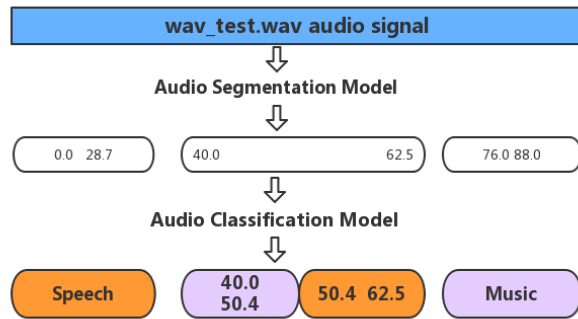 wav_test.wav audio signal
Audio Segmentation Model
0.0 28.7
40.0 62.5
76.0 88.0
Audio Classification Model
Speech
40.0
50.4
50.4 62.5
Music